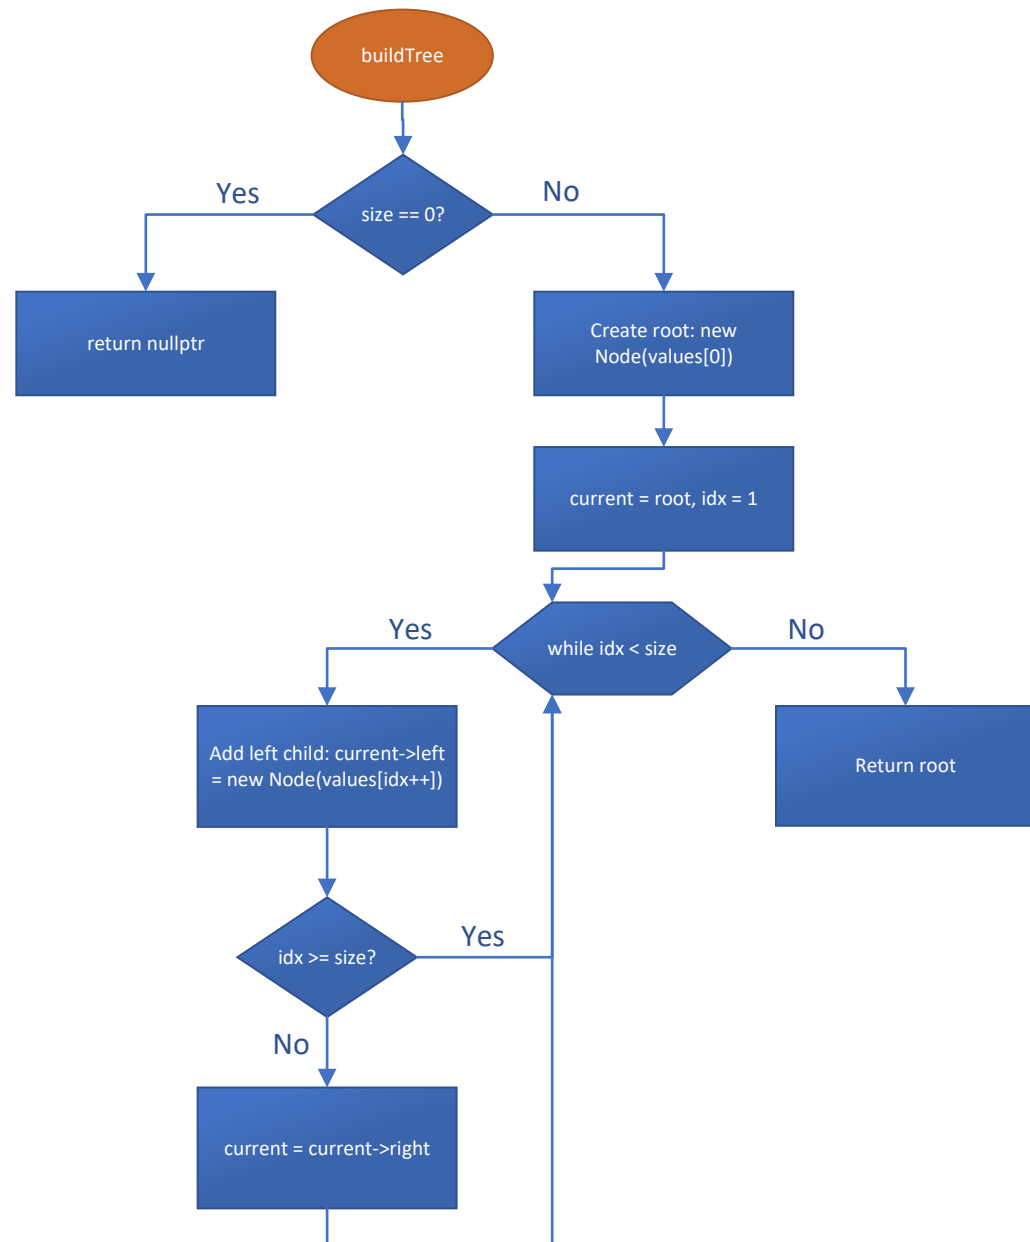 buildTree
Yes
No
size == 0?
return nullptr
Create root: new
Node(values[0])
current = root, idx = 1
Yes
No
while idx < size
Add left child: current->left
= new Node(values[idx++])
Return root
idx >= size?
Yes
No
current = current->right